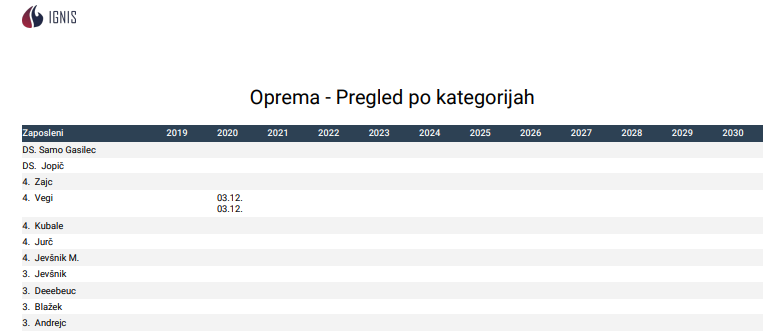 IGNIS
Oprema - Pregled po kategorijah
Zaposleni 2019 2020 2021 2022 2023 2024 2025 2026 2027 2028 2029 2030
DS. Samo Gasilec
DS. Jopič
4. Zajc
4. Vegi 03.12.
03.12.
4. Kubale
4. Jurč
4. Jevšnik M.
3. Jevšnik
3. Deeebeuc
3. Blažek
3. Andrejc